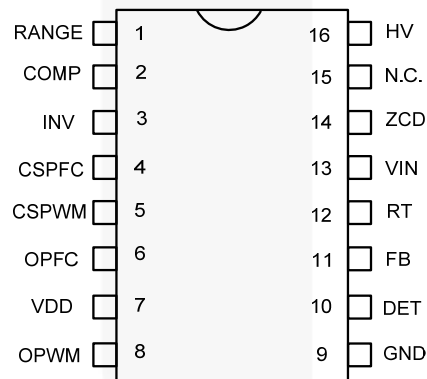 RANGE 1 16 HV
COMP 2 15 N.C.
INV 3 14 ZCD
CSPFC 4 13 VIN
CSPWM 5 12 RT
OPFC 6 11 FB
VDD 7 10 DET
OPWM 8 9 GND